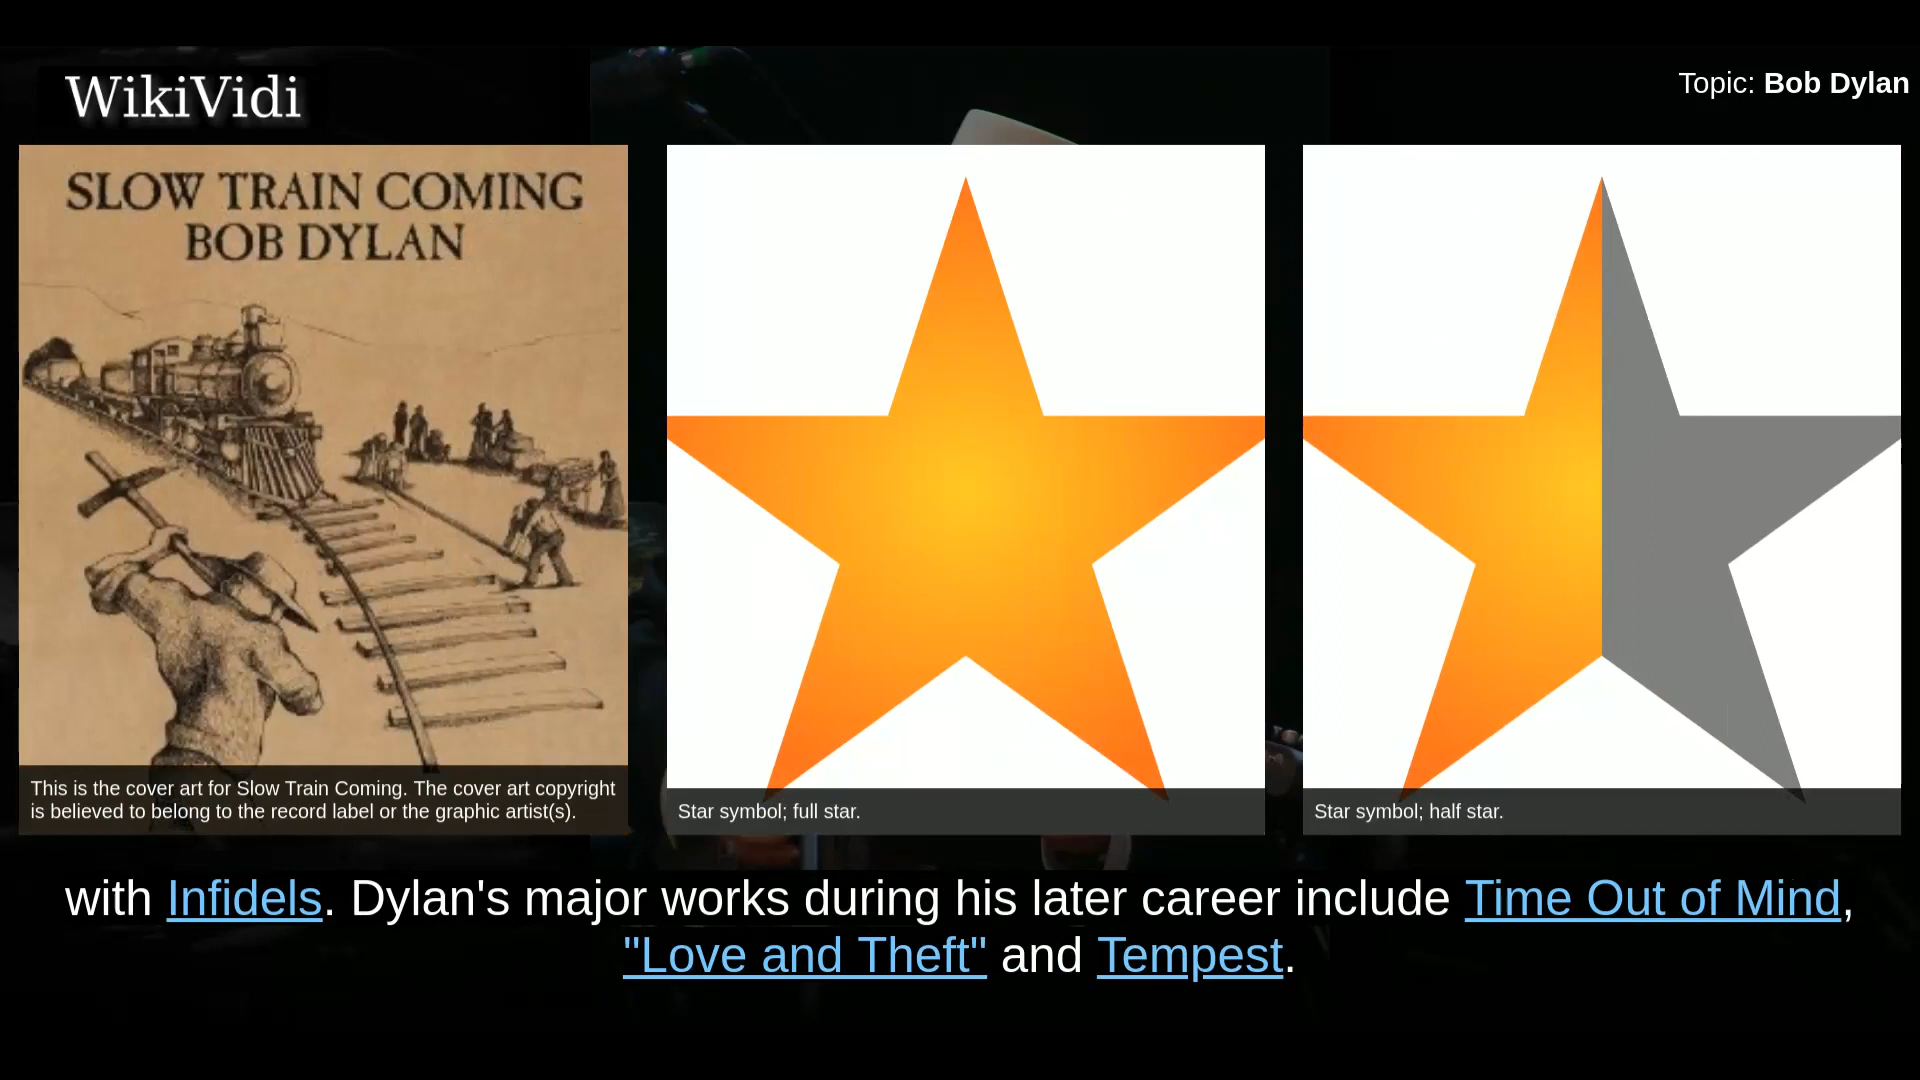 WikiVidi
Topic: Bob Dylan
SLOW TRAIN COMING
BOB DYLAN
This is the cover art for Slow Train Coming. The cover art copyright
is believed to belong to the record label or the graphic artist(s).
Star symbol; full star.
Star symbol; half star.
with Infidels. Dylan's major works during his later career include Time Out of Mind,
"Love and Theft" and Tempest.